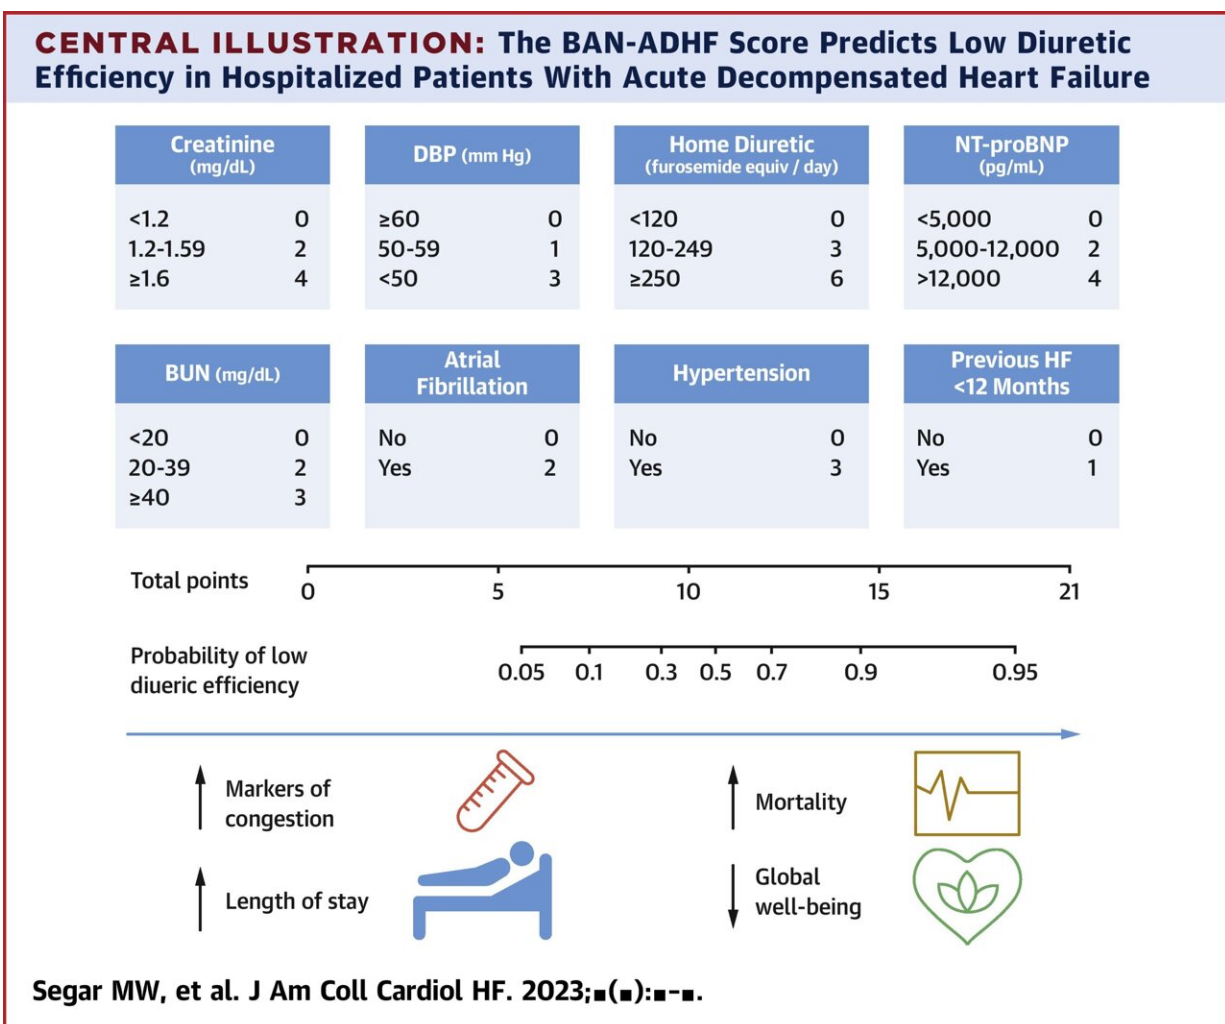 CENTRAL ILLUSTRATION: The BAN-ADHF Score Predicts Low Diuretic
Efficiency in Hospitalized Patients With Acute Decompensated Heart Failure
Creatinine
(mg/dL)
<1.2 0
1.2-1.59 2
≥1.6 4
DBP (mm Hg)
≥60 0
50-59 1
<50 3
Home Diuretic
(furosemide equiv / day)
<120 0
120-249 3
≥250 6
NT-proBNP
(pg/mL)
<5,000 0
5,000-12,000 2
>12,000 4
BUN (mg/dL)
<20 0
20-39 2
≥40 3
Atrial
Fibrillation
No 0
Yes 2
Hypertension
No 0
Yes 3
Previous HF
<12 Months
No 0
Yes 1
Total points
0 5 10 15 21
Probability of low
diueric efficiency
0.05 0.1 0.3 0.5 0.7 0.9 0.95
Markers of
congestion
Length of stay
Mortality
Global
well-being
Segar MW, et al. J Am Coll Cardiol HF. 2023;■(■):■-■.